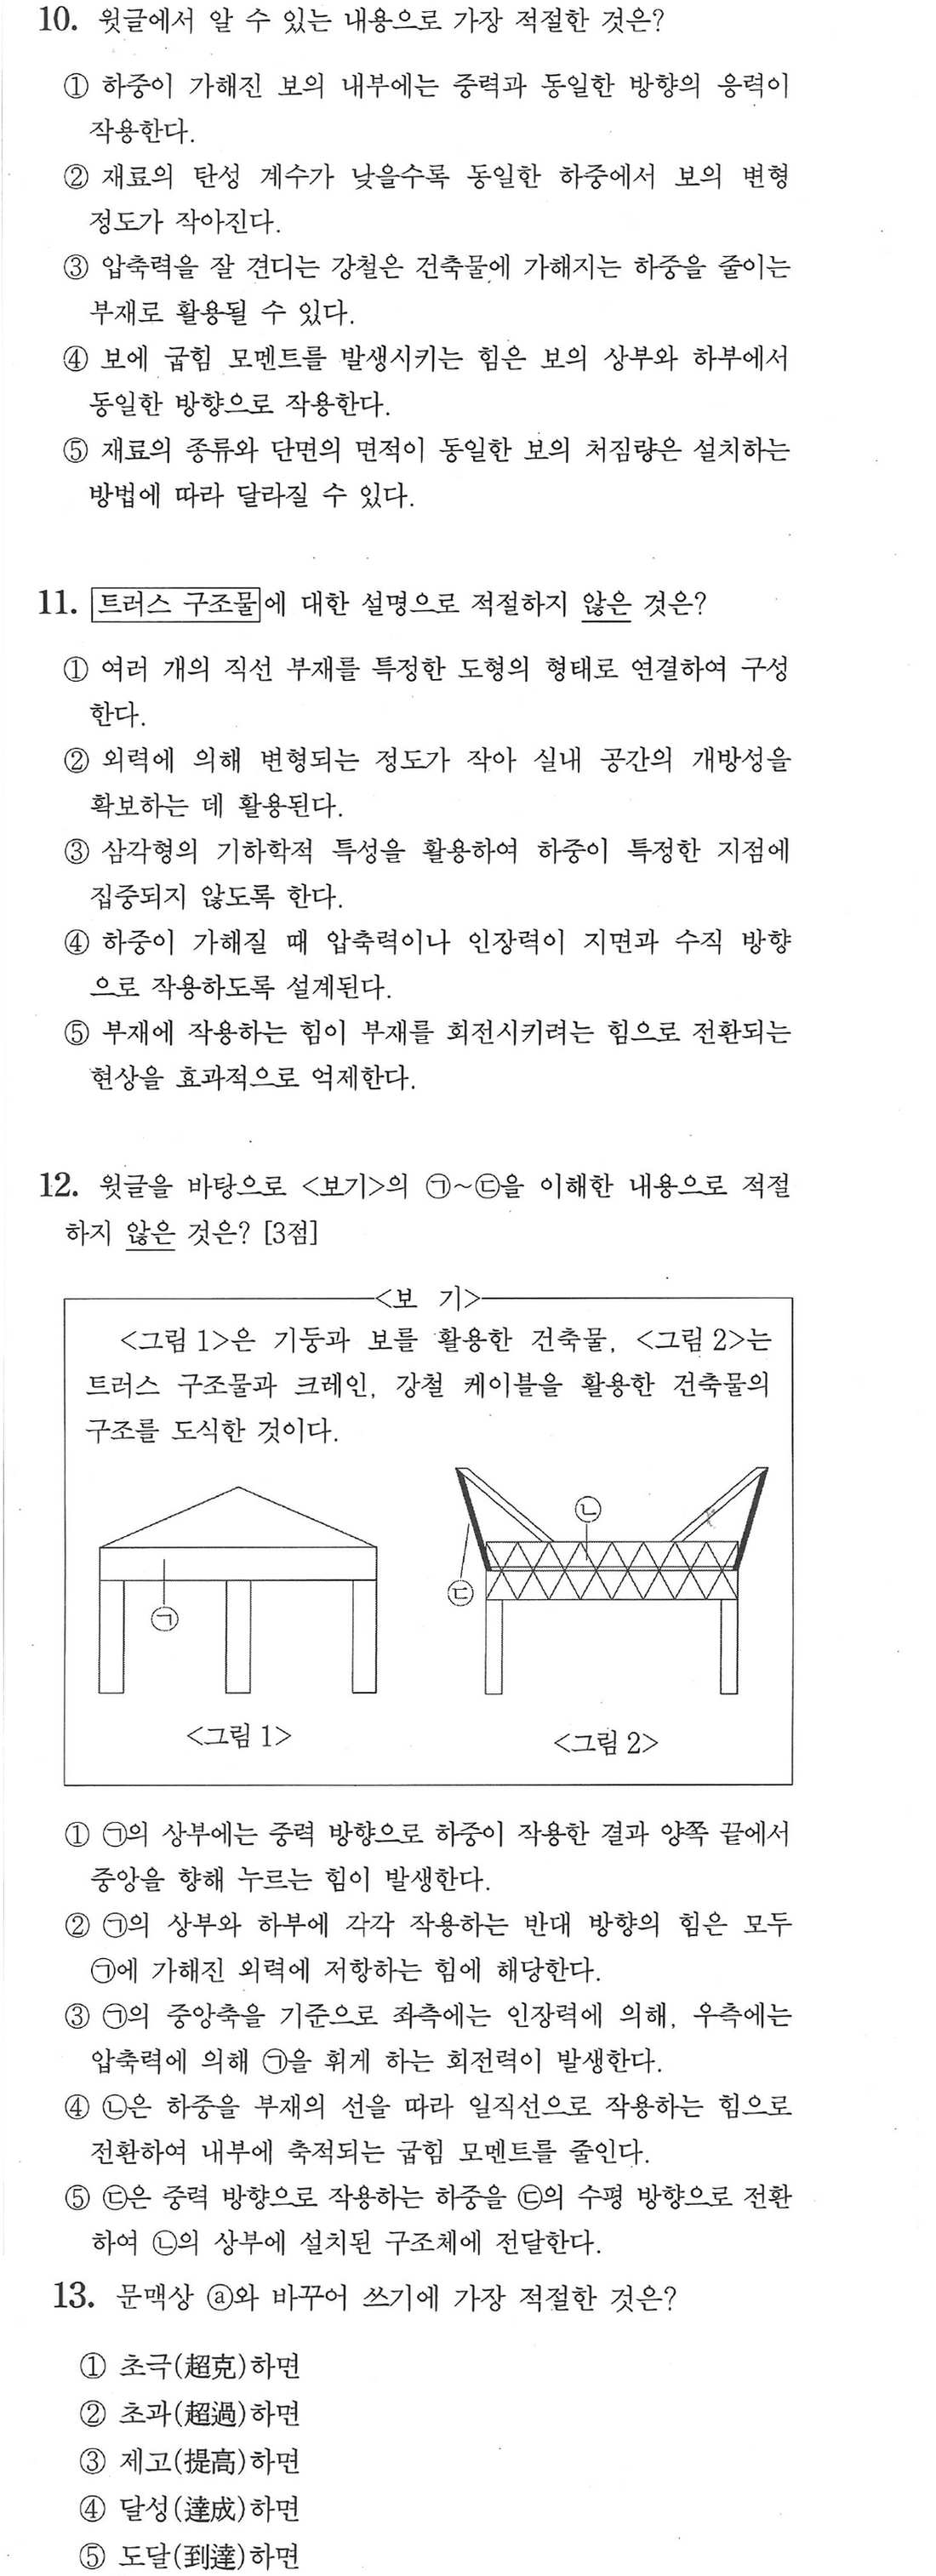 10. 윗글에서 알 수 있는 내용으로 가장 적절한 것은?
① 하중이 가해진 보의 내부에는 중력과 동일한 방향의 응력이
작용한다.
② 재료의 탄성 계수가 낮을수록 동일한 하중에서 보의 변형
정도가 작아진다.
③ 압축력을 잘 견디는 강철은 건축물에 가해지는 하중을 줄이는
부재로 활용될 수 있다.
④ 보에 굽힘 모멘트를 발생시키는 힘은 보의 상부와 하부에서
동일한 방향으로 작용한다.
⑤ 재료의 종류와 단면의 면적이 동일한 보의 처짐량은 설치하는
방법에 따라 달라질 수 있다.
11. 트러스 구조물에 대한 설명으로 적절하지 않은 것은?
① 여러 개의 직선 부재를 특정한 도형의 형태로 연결하여 구성
한다.
② 외력에 의해 변형되는 정도가 작아 실내 공간의 개방성을
확보하는 데 활용된다.
③ 삼각형의 기하학적 특성을 활용하여 하중이 특정한 지점에
집중되지 않도록 한다.
④ 하중이 가해질 때 압축력이나 인장력이 지면과 수직 방향
으로 작용하도록 설계된다.
⑤ 부재에 작용하는 힘이 부재를 회전시키려는 힘으로 전환되는
현상을 효과적으로 억제한다.
12. 윗글을 바탕으로 <보기>의 ㉠~㉢을 이해한 내용으로 적절
하지 않은 것은? [3점]
<보 기>
<그림 1>은 기둥과 보를 활용한 건축물, <그림 2>는
트러스 구조물과 크레인, 강철 케이블을 활용한 건축물의
구조를 도식한 것이다.
㉠
㉡
㉢
<그림 1>
<그림 2>
① ㉠의 상부에는 중력 방향으로 하중이 작용한 결과 양쪽 끝에서
중앙을 향해 누르는 힘이 발생한다.
② ㉠의 상부와 하부에 각각 작용하는 반대 방향의 힘은 모두
㉠에 가해진 외력에 저항하는 힘에 해당한다.
③ ㉠의 중앙축을 기준으로 좌측에는 인장력에 의해, 우측에는
압축력에 의해 ㉠을 휘게 하는 회전력이 발생한다.
④ ㉡은 하중을 부재의 선을 따라 일직선으로 작용하는 힘으로
전환하여 내부에 축적되는 굽힘 모멘트를 줄인다.
⑤ ㉢은 중력 방향으로 작용하는 하중을 ㉢의 수평 방향으로 전환
하여 ㉡의 상부에 설치된 구조체에 전달한다.
13. 문맥상 ⓐ와 바꾸어 쓰기에 가장 적절한 것은?
① 초극(超克)하면
② 초과(超過)하면
③ 제고(提高)하면
④ 달성(達成)하면
⑤ 도달(到達)하면